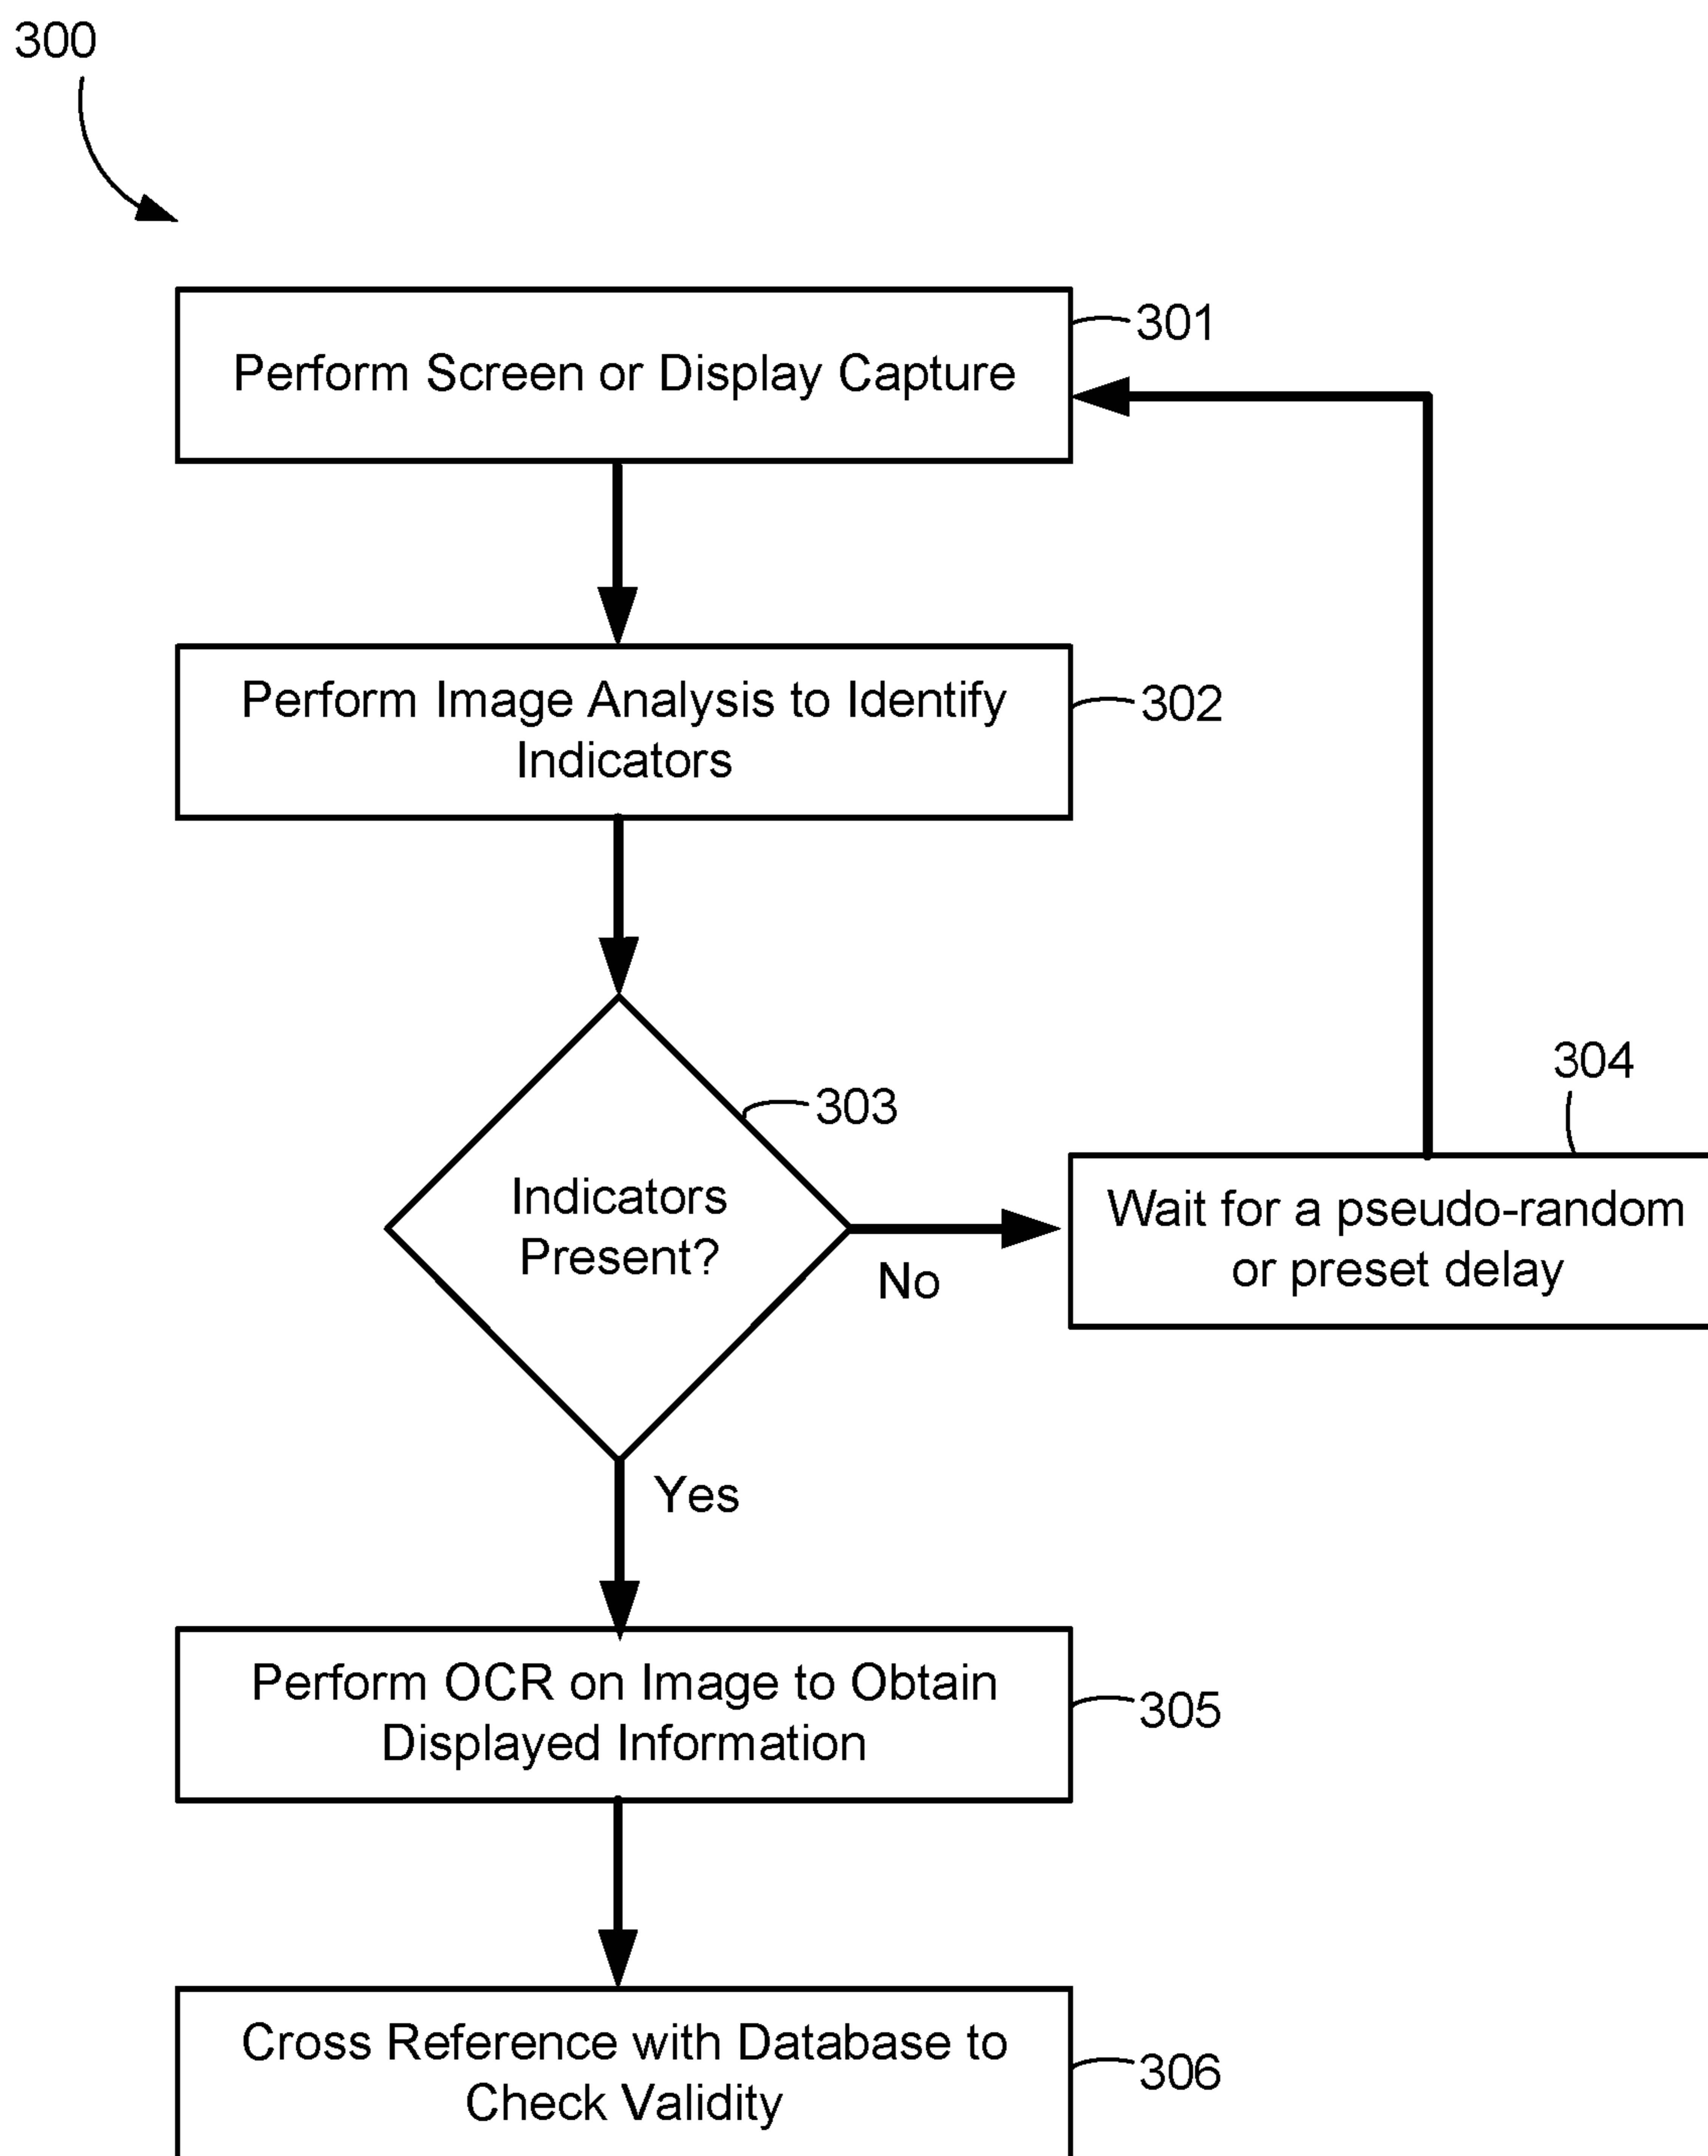 300
301
Perform Screen or Display Capture
302
Perform Image Analysis to Identify
Indicators
303
Indicators
Present?
304
Wait for a pseudo-random
or preset delay
No
Yes
305
Perform OCR on Image to Obtain
Displayed Information
306
Cross Reference with Database to
Check Validity